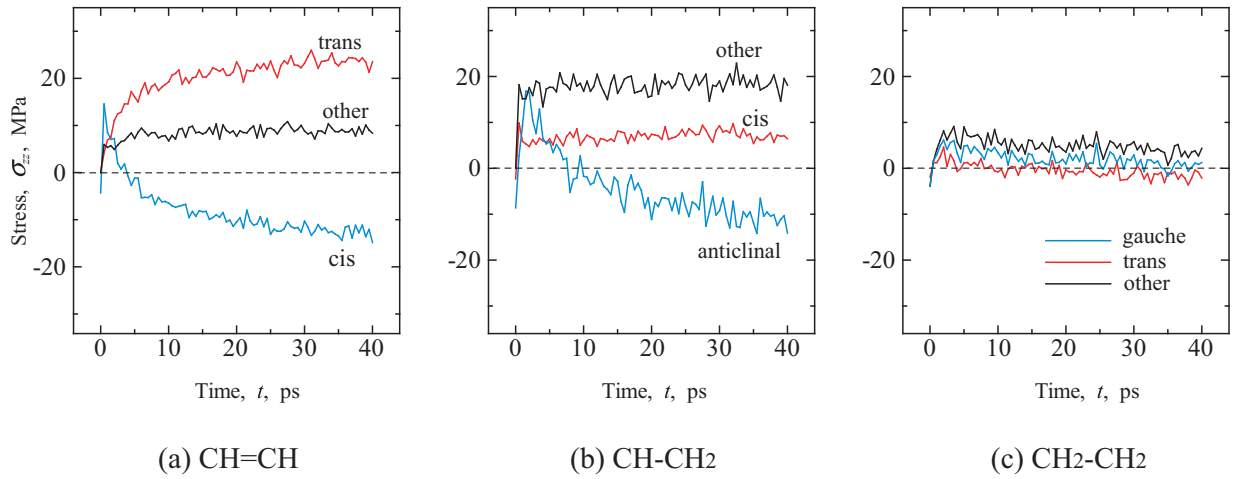 Stress, σzz, MPa
20
0
-20
trans
other
cis
0 10 20 30 40
Time, t, ps
(a) CH=CH
20
0
-20
other
cis
anticlinal
0 10 20 30 40
Time, t, ps
(b) CH-CH2
20
0
-20
gauche
trans
other
0 10 20 30 40
Time, t, ps
(c) CH2-CH2